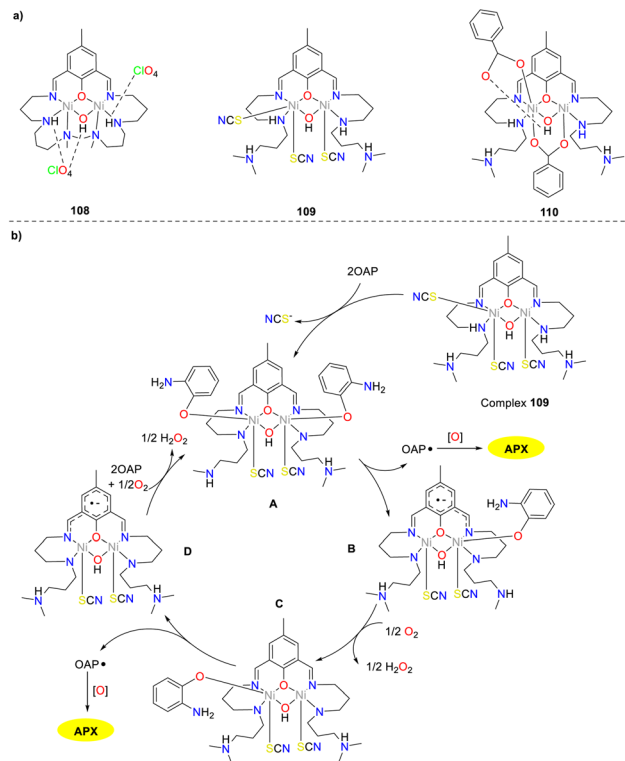 a)
ClO4
N
N
Ni
Ni
O
O
H
NH
HN
N
N
ClO4
108
N
N
O
Ni
Ni
NCS
O
H
HN
N
H
SCN
SCN
H
N
H
N
109
O
O
N
O
N
Ni
Ni
O
H
N
H
N
H
O
O
H
N
H
N
110
b)
2OAP
NCS-
NCS
N
O
N
Ni
Ni
HN
O
H
N
H
SCN
SCN
H
N
H
N
Complex 109
H2N
NH2
O
N
O
N
O
Ni
Ni
N
O
H
N
SCN
SCN
N
H
H
N
A
1/2 H2O2
2OAP
+ 1/2O2
OAP•
[O]
APX
•-
N
O
N
Ni
Ni
N
O
H
N
SCN
SCN
H
N
H
N
D
•-
H2N
N
O
N
Ni
Ni
O
N
O
H
N
SCN
SCN
H
N
NH
B
1/2 O2
1/2 H2O2
C
OAP•
[O]
APX
O
NH2
N
O
N
Ni
Ni
N
O
H
N
SCN
SCN
H
N
H
N